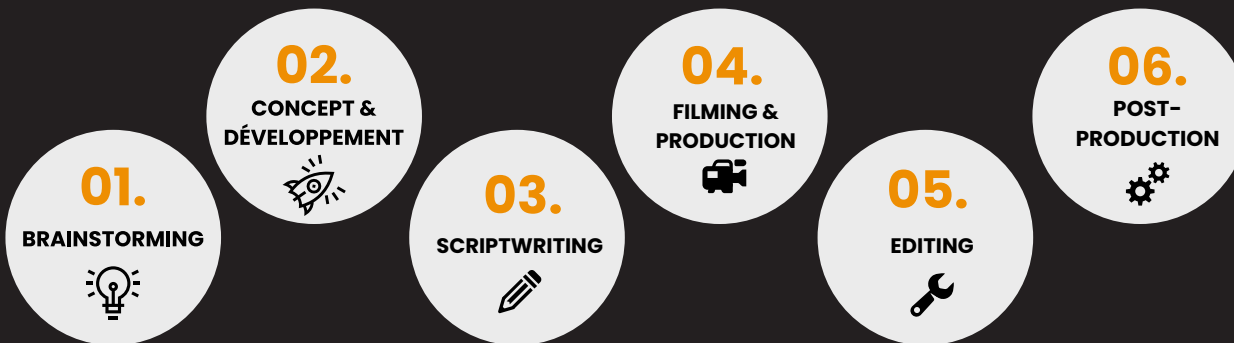 01.
BRAINSTORMING
02.
CONCEPT &
DÉVELOPPEMENT
03.
SCRIPTWRITING
04.
FILMING &
PRODUCTION
05.
EDITING
06.
POST-
PRODUCTION